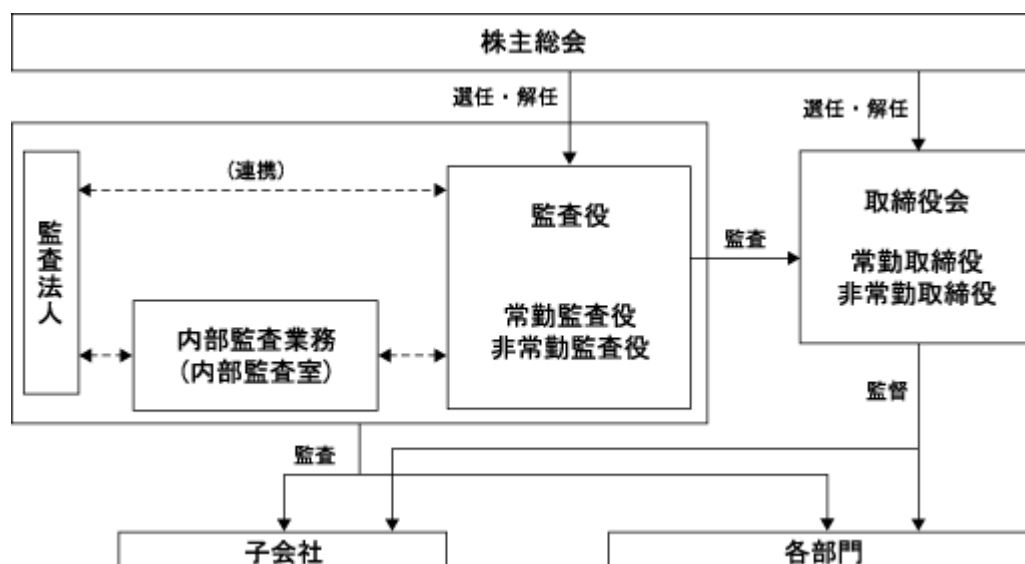 株主総会
選任・解任
選任・解任
(連携)
監査法人
監査役
常勤監査役
非常勤監査役
監査
取締役会
常勤取締役
非常勤取締役
内部監査業務
(内部監査室)
監督
監査
子会社
各部門